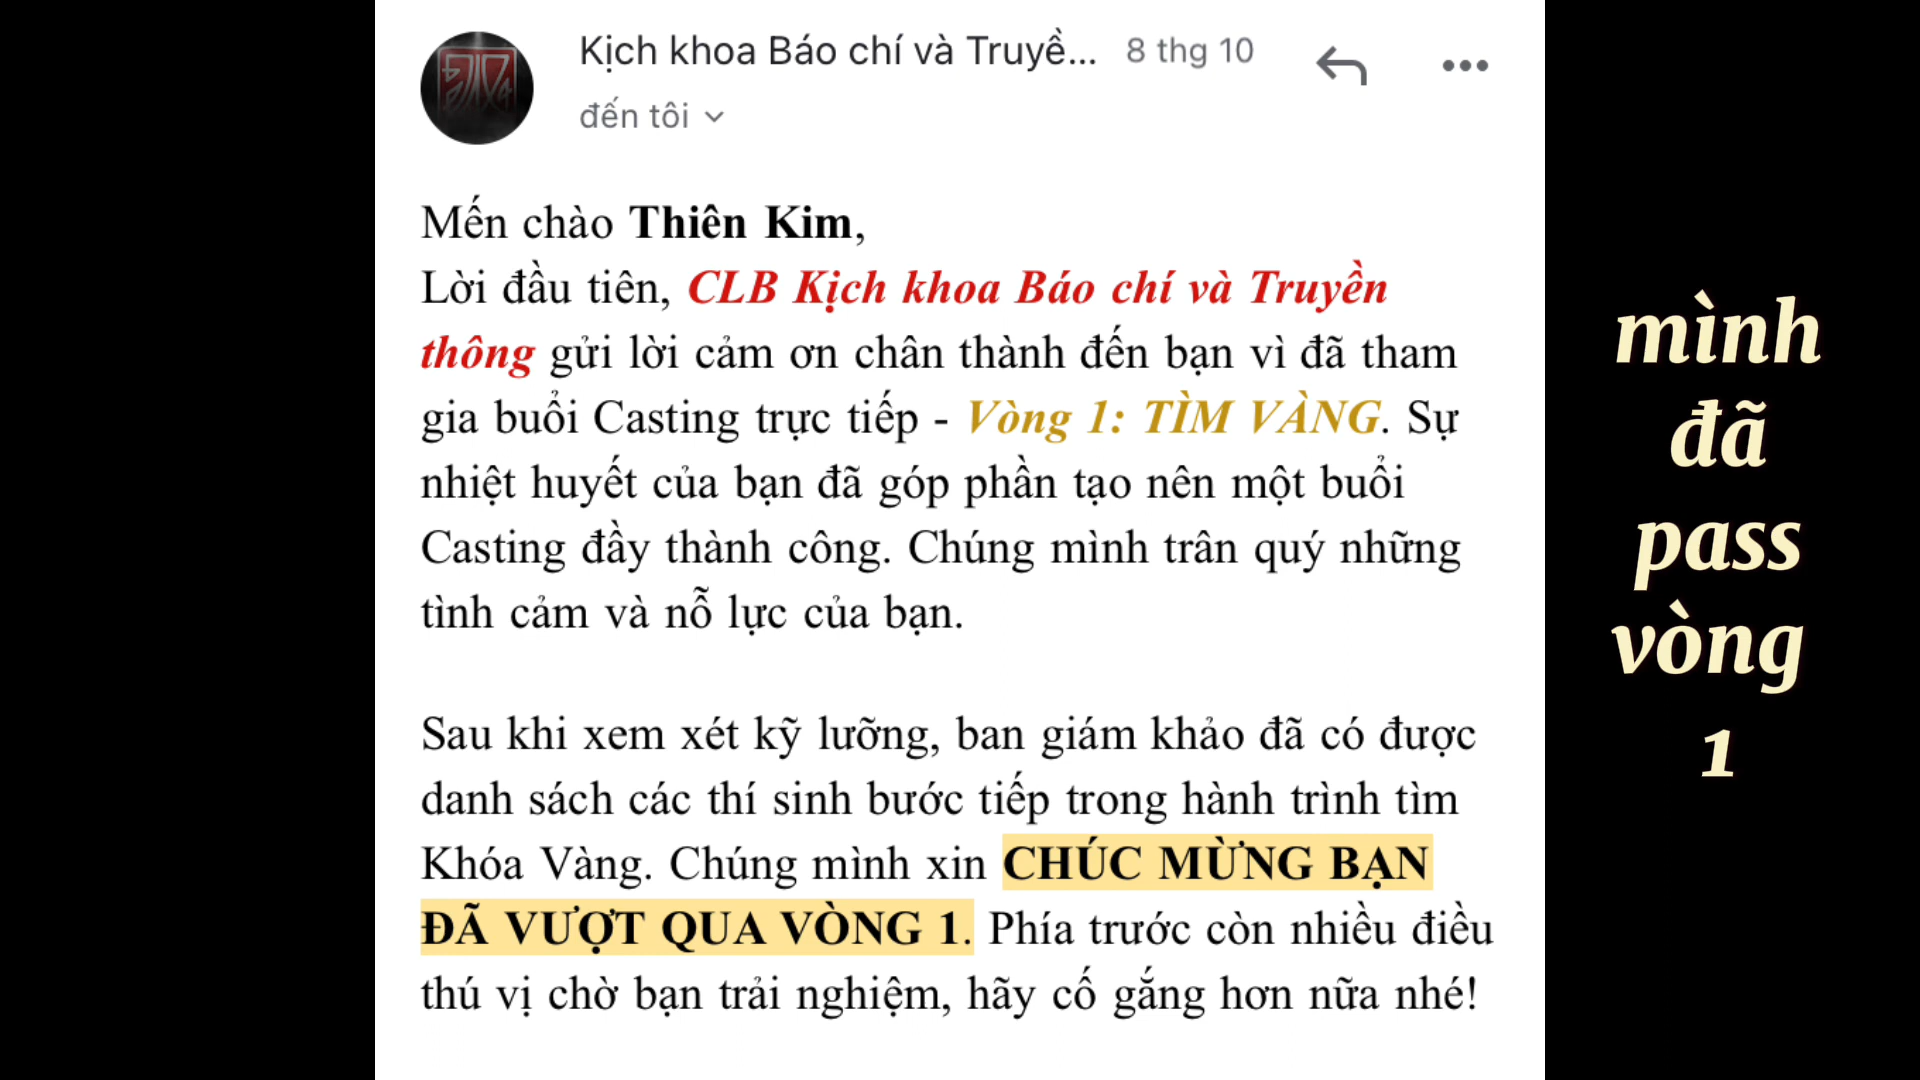 Kịch khoa Báo chí và Truyề... 8 thg 10
đến tôi
Mến chào Thiên Kim,
Lời đầu tiên, CLB Kịch khoa Báo chí và Truyền
thông gửi lời cảm ơn chân thành đến bạn vì đã tham
gia buổi Casting trực tiếp - Vòng 1: TÌM VÀNG. Sự
nhiệt huyết của bạn đã góp phần tạo nên một buổi
Casting đầy thành công. Chúng mình trân quý những
tình cảm và nỗ lực của bạn.
Sau khi xem xét kỹ lưỡng, ban giám khảo đã có được
danh sách các thí sinh bước tiếp trong hành trình tìm
Khóa Vàng. Chúng mình xin CHÚC MỪNG BẠN
ĐÃ VƯỢT QUA VÒNG 1. Phía trước còn nhiều điều
thú vị chờ bạn trải nghiệm, hãy cố gắng hơn nữa nhé!
mình
đã
pass
vòng
1